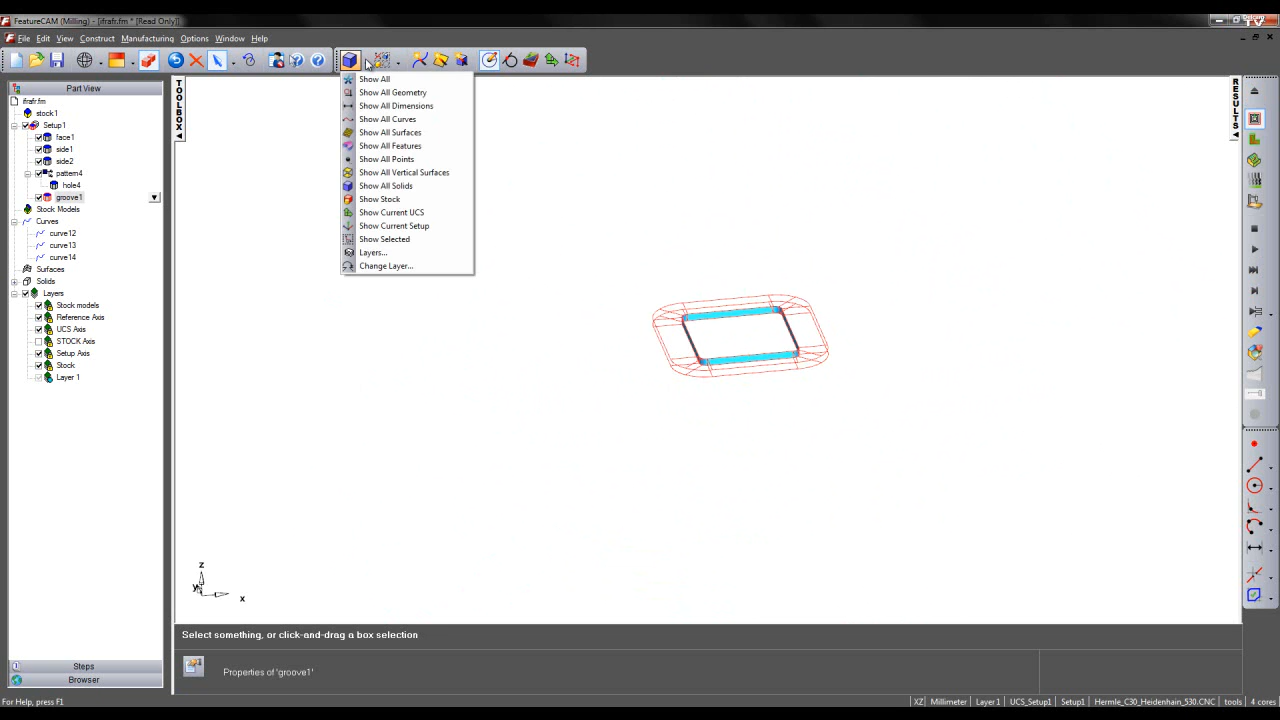 FeatureCAM (Milling) - [ifrafr.fm * [Read Only]]
TV
File Edit View Construct Manufacturing Options Window Help
Part View
ifrafr.fm
stock1
Setup1
face1
side1
side2
pattern4
hole4
groove1
Stock Models
Curves
curve12
curve13
curve14
Surfaces
Solids
Layers
Stock models
Reference Axis
UCS Axis
STOCK Axis
Setup Axis
Stock
Layer 1
Steps
Browser
TOOLBOX
Show All
Show All Geometry
Show All Dimensions
Show All Curves
Show All Surfaces
Show All Features
Show All Points
Show All Vertical Surfaces
Show All Solids
Show Stock
Show Current UCS
Show Current Setup
Show Selected
Layers...
Change Layer...
RESULTS
z
y
x
Select something, or click-and-drag a box selection
Properties of 'groove1'
For Help, press F1
XZ Millimeter Layer 1 UCS_Setup1 Setup1 Hermle_C30_Heidenhain_530.CNC tools 4 cores